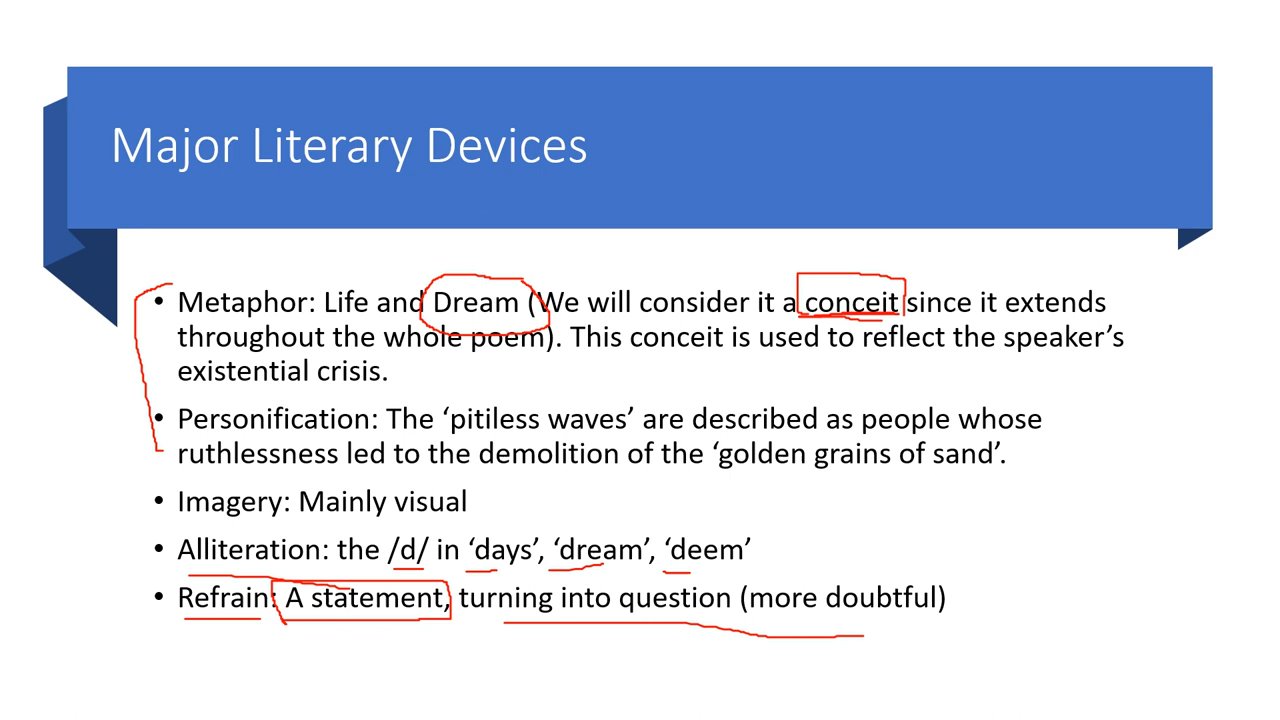 Major Literary Devices
• Metaphor: Life and Dream (We will consider it a conceit since it extends
throughout the whole poem). This conceit is used to reflect the speaker’s
existential crisis.
• Personification: The ‘pitiless waves’ are described as people whose
ruthlessness led to the demolition of the ‘golden grains of sand’.
• Imagery: Mainly visual
• Alliteration: the /d/ in ‘days’, ‘dream’, ‘deem’
• Refrain: A statement, turning into question (more doubtful)